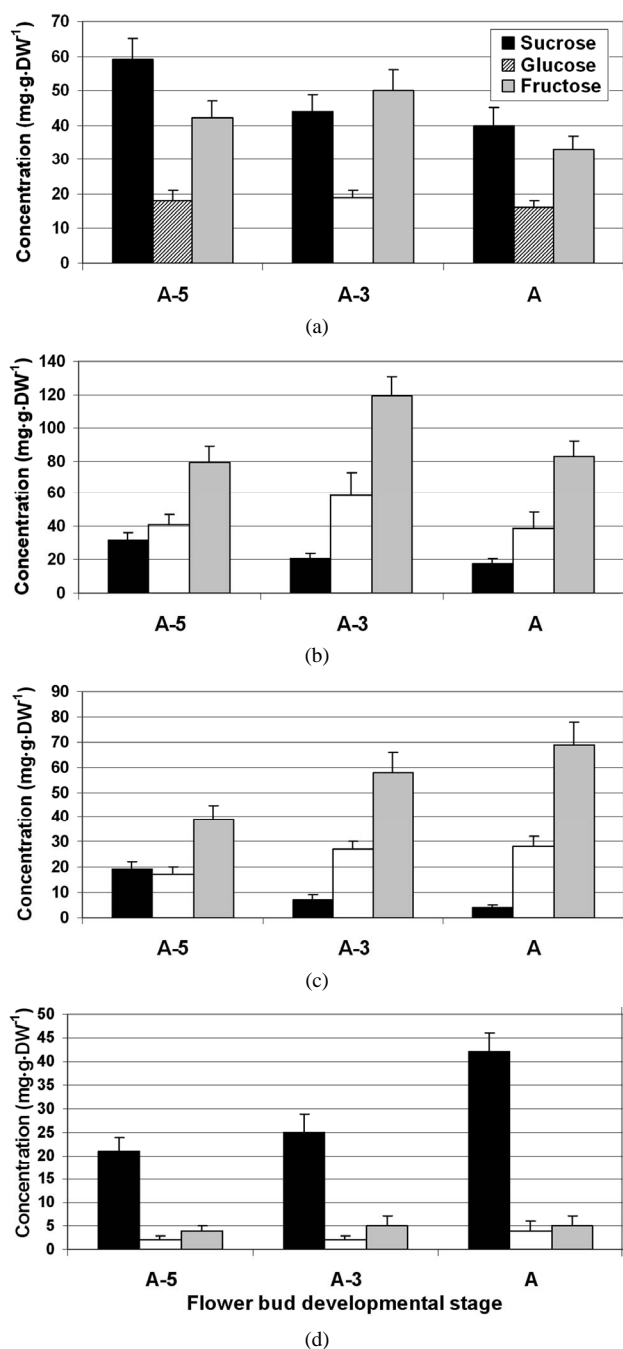 70
60
50
40
30
20
10
0
Concentration (mg·g·DW⁻¹)
Sucrose
Glucose
Fructose
A-5 A-3 A
(a)
140
120
100
80
60
40
20
0
Concentration (mg·g·DW⁻¹)
A-5 A-3 A
(b)
90
80
70
60
50
40
30
20
10
0
Concentration (mg·g·DW⁻¹)
A-5 A-3 A
(c)
50
45
40
35
30
25
20
15
10
5
0
Concentration (mg·g·DW⁻¹)
A-5 A-3 A
Flower bud developmental stage
(d)